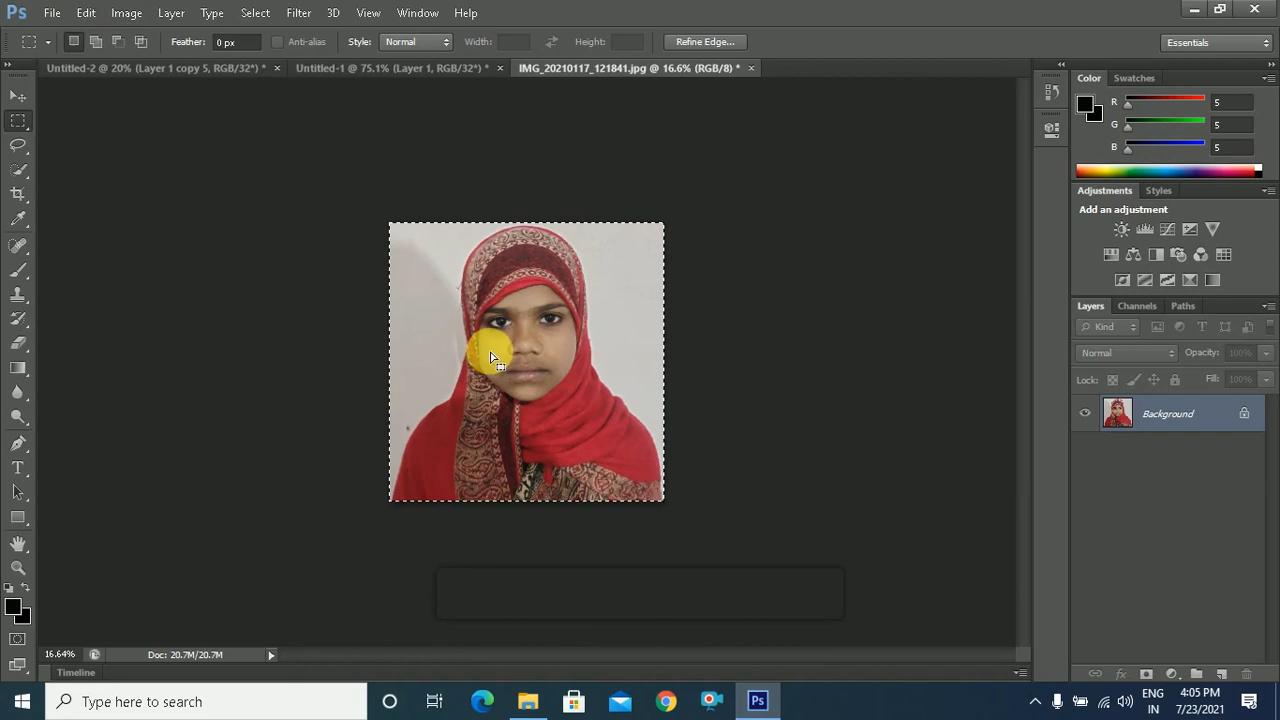 Ps File Edit Image Layer Type Select Filter 3D View Window Help
Feather: 0 px Anti-alias Style: Normal Width: Height: Refine Edge... Essentials
Untitled-2 @ 20% (Layer 1 copy 5, RGB/32*) * × Untitled-1 @ 75.1% (Layer 1, RGB/32*) * × IMG_20210117_121841.jpg @ 16.6% (RGB/8) * ×
Color Swatches
R 5
G 5
B 5
Adjustments Styles
Add an adjustment
Layers Channels Paths
Kind
Normal Opacity: 100%
Lock: Fill: 100%
Background
16.64% Doc: 20.7M/20.7M
Timeline
Type here to search
Ps
ENG
IN
4:05 PM
7/23/2021